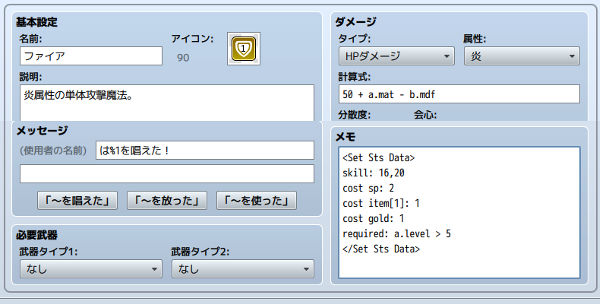 基本設定
名前:
アイコン:
ファイア
90
1
説明:
炎属性の単体攻撃魔法。
メッセージ
(使用者の名前)
は%1を唱えた！
「～を唱えた」
「～を放った」
「～を使った」
必要武器
武器タイプ1:
武器タイプ2:
なし
なし
ダメージ
タイプ:
属性:
HPダメージ
炎
計算式:
50 + a.mat - b.mdf
分散度:
会心:
メモ
<Set Sts Data>
skill: 16,20
cost sp: 2
cost item[1]: 1
cost gold: 1
required: a.level > 5
</Set Sts Data>